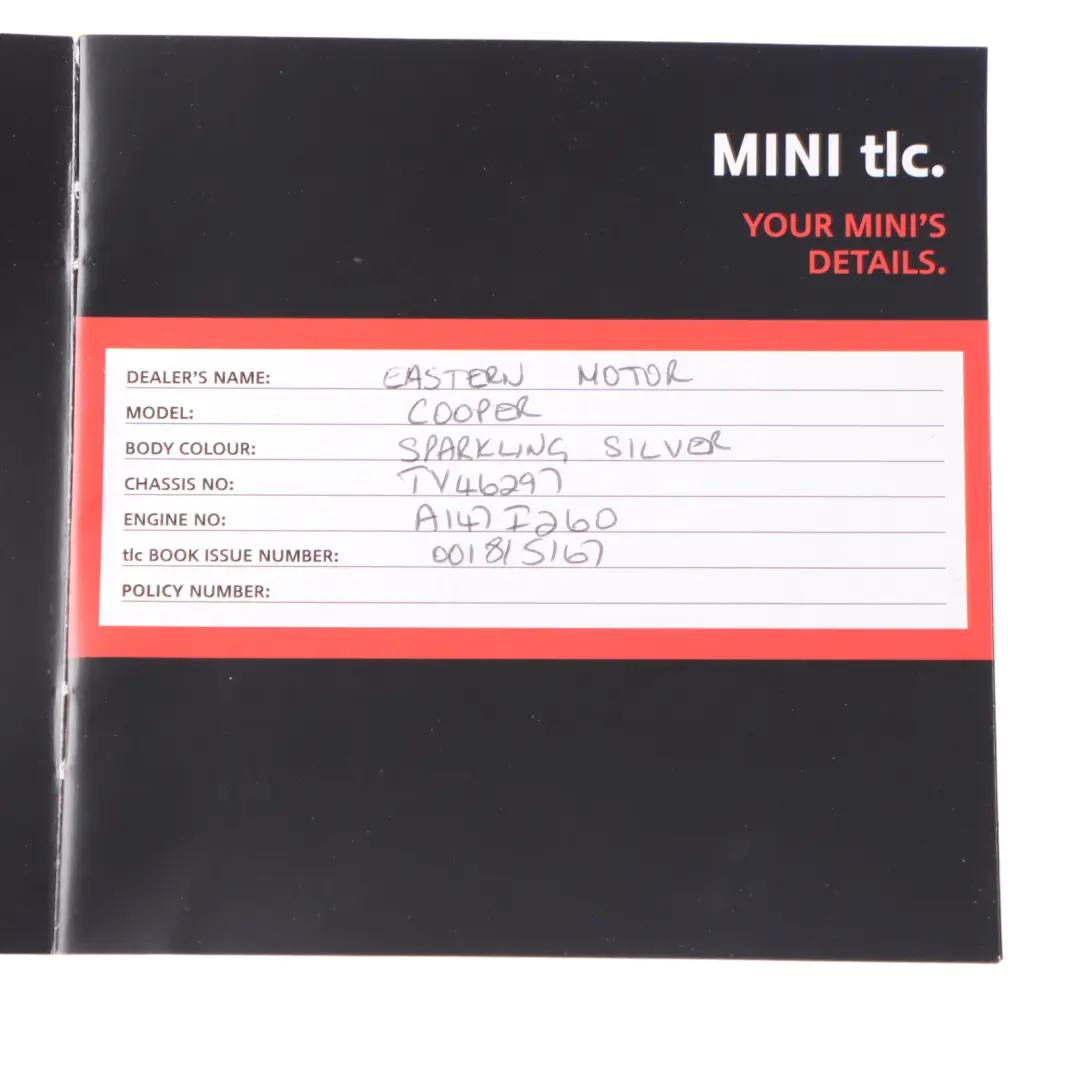 MINI tlc.
YOUR MINI'S
DETAILS.
DEALER'S NAME: EASTERN MOTOR
MODEL: COOPER
BODY COLOUR: SPARKLING SILVER
CHASSIS NO: TV46297
ENGINE NO: A147I260
tlc BOOK ISSUE NUMBER: 001815167
POLICY NUMBER: